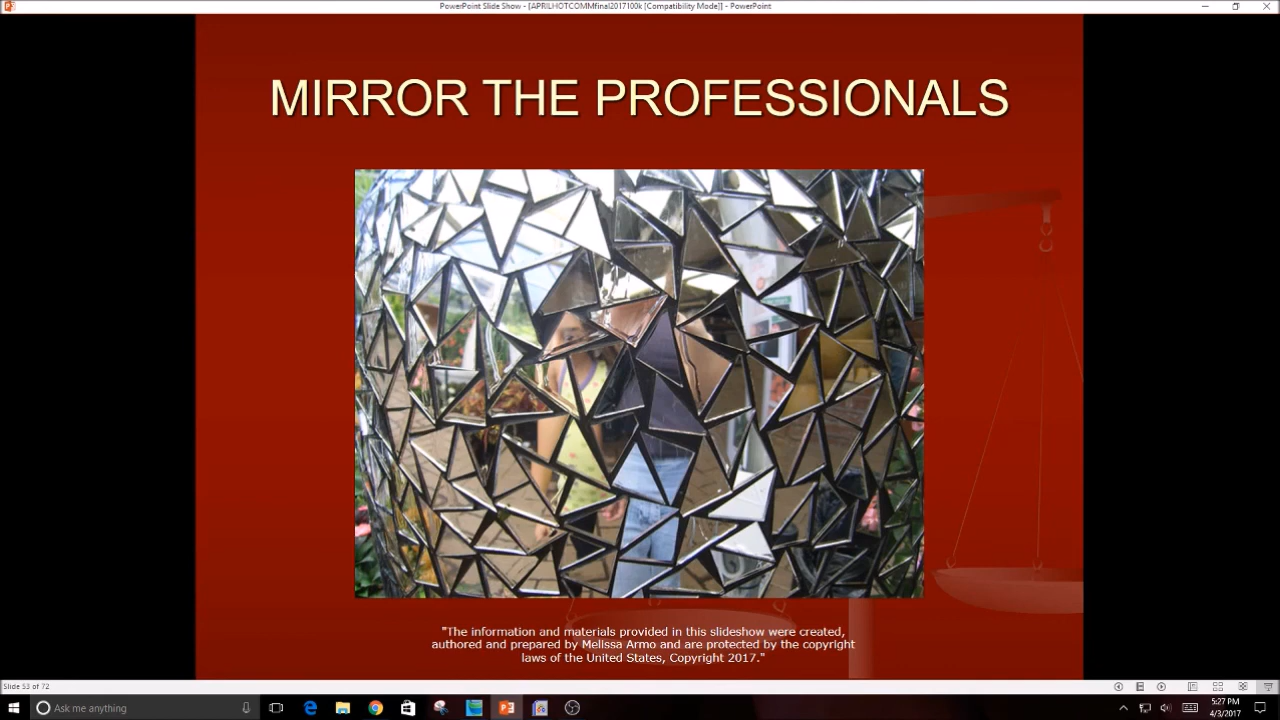 PowerPoint Slide Show - [APRILHOTCOMMfinal2017100k [Compatibility Mode]] - PowerPoint
MIRROR THE PROFESSIONALS
"The information and materials provided in this slideshow were created,
authored and prepared by Melissa Armo and are protected by the copyright
laws of the United States, Copyright 2017."
Slide 53 of 72
Ask me anything
5:27 PM
4/3/2017